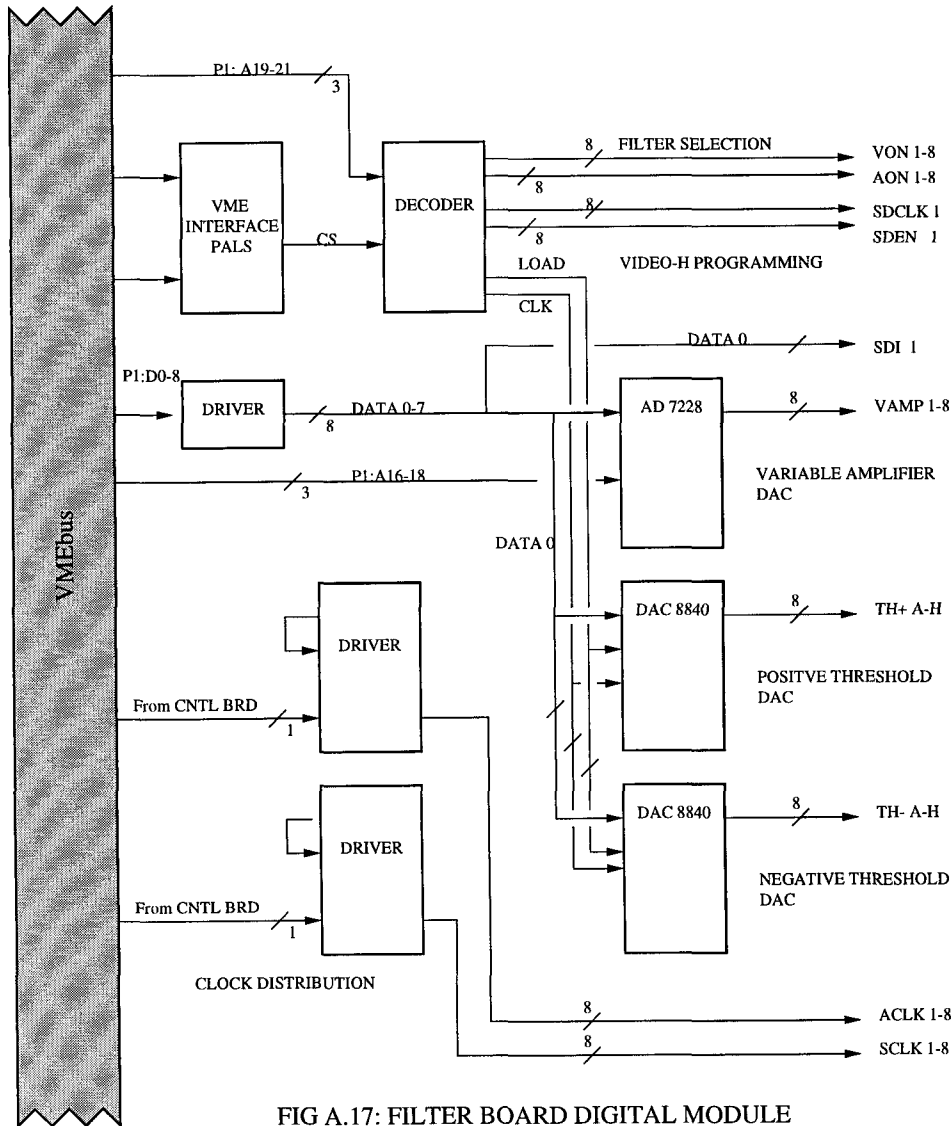 P1: A19-21
3
8
FILTER SELECTION
VON 1-8
8
AON 1-8
VME
INTERFACE
PALS
DECODER
CS
8
SDCLK 1
8
SDEN 1
LOAD
VIDEO-H PROGRAMMING
CLK
DATA 0
SDI 1
P1:D0-8
DRIVER
DATA 0-7
8
AD 7228
8
VAMP 1-8
P1:A16-18
3
VARIABLE AMPLIFIER
DAC
DATA 0
VMEbus
DRIVER
DAC 8840
8
TH+ A-H
POSITVE THRESHOLD
DAC
From CNTL BRD
1
DRIVER
DAC 8840
8
TH- A-H
NEGATIVE THRESHOLD
DAC
From CNTL BRD
1
CLOCK DISTRIBUTION
8
ACLK 1-8
8
SCLK 1-8
FIG A.17: FILTER BOARD DIGITAL MODULE